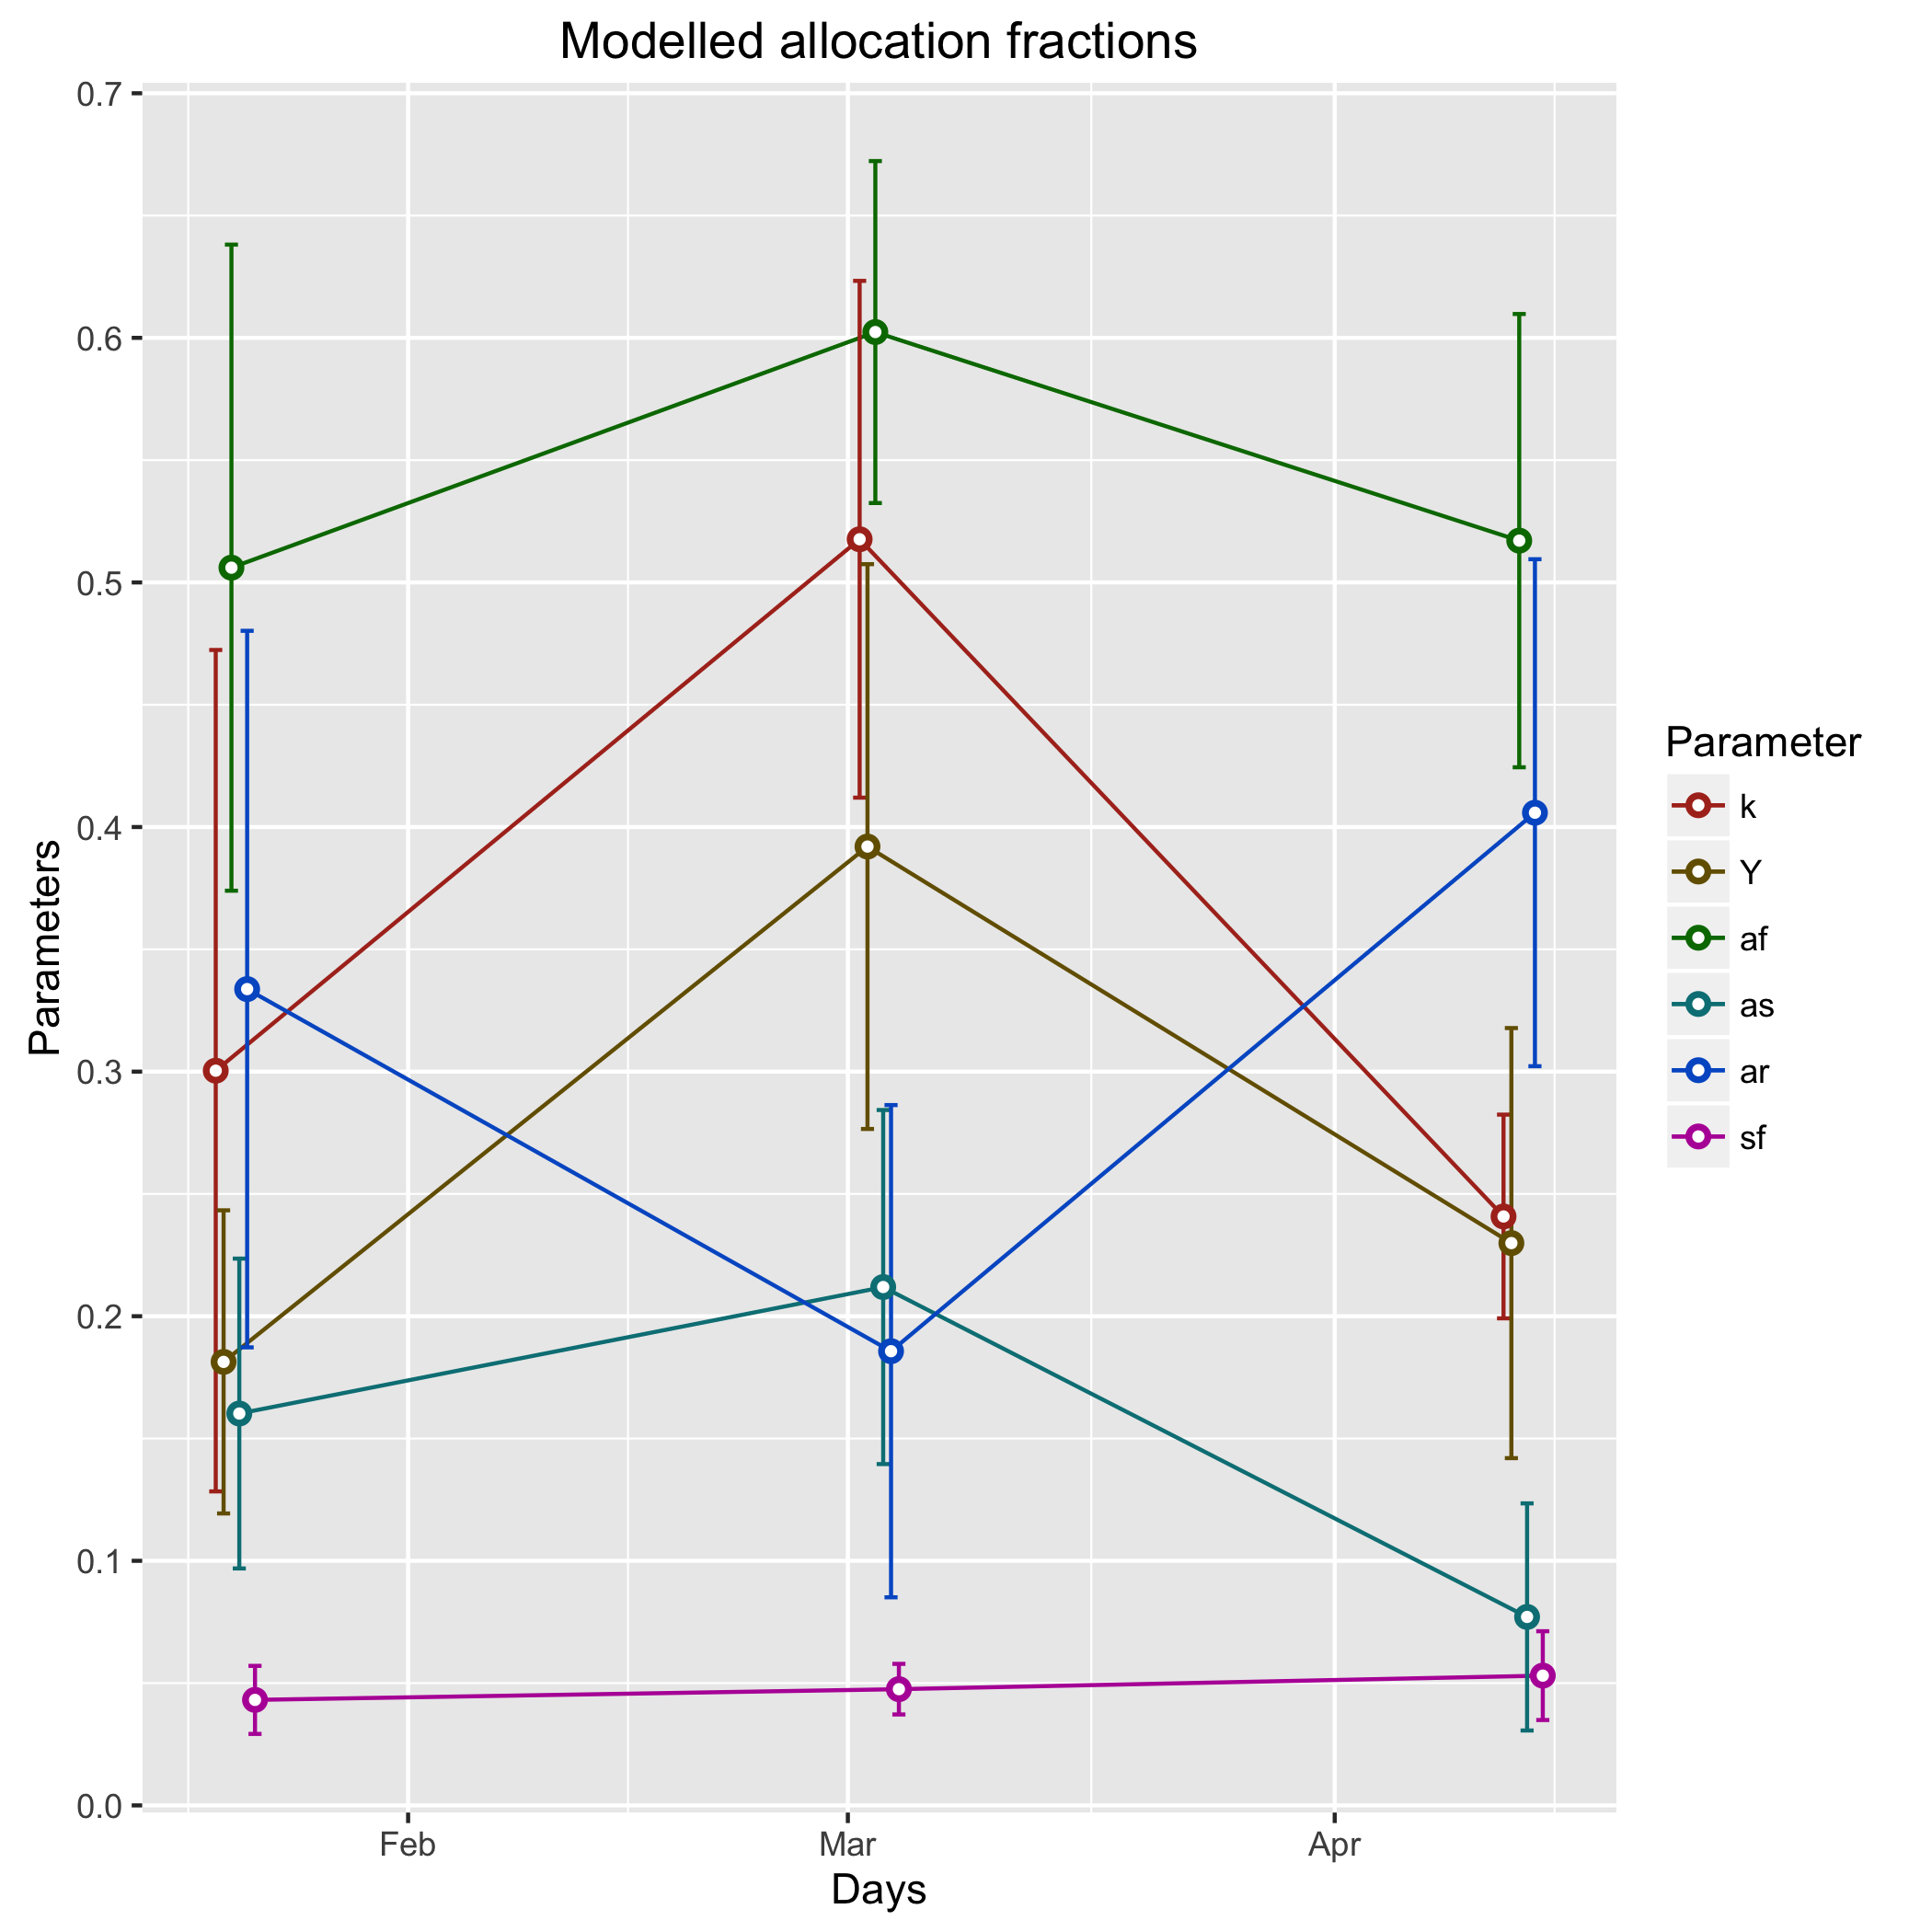 Modelled allocation fractions
0.7
0.6
0.5
0.4
0.3
0.2
0.1
0.0
Parameters
Feb Mar Apr
Days
Parameter
k
Y
af
as
ar
sf